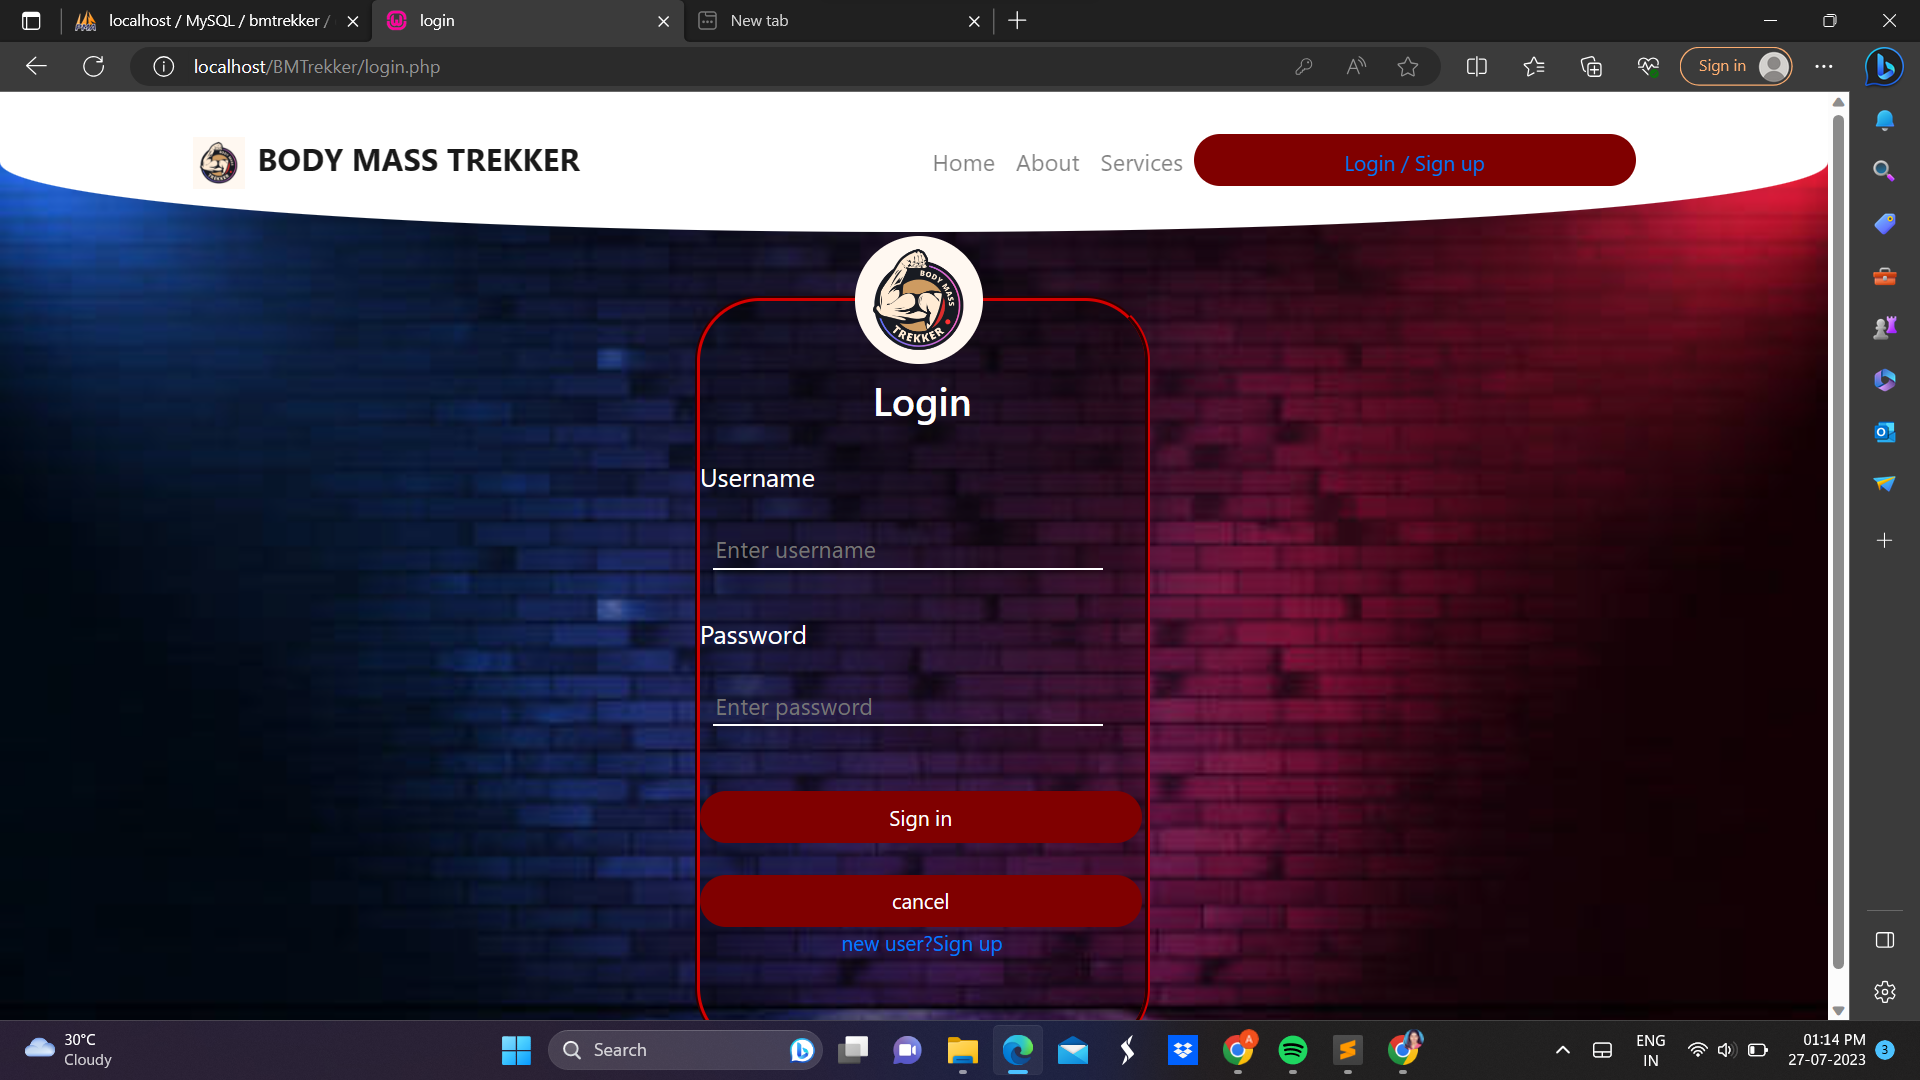 localhost / MySQL / bmtrekker /
login
New tab
localhost/BMTrekker/login.php
Sign in
BODY MASS TREKKER
Home
About
Services
Login / Sign up
BODY MASS
TREKKER
Login
Username
Enter username
Password
Enter password
Sign in
cancel
new user?Sign up
30°C
Cloudy
Search
A
ENG
IN
01:14 PM
27-07-2023
3